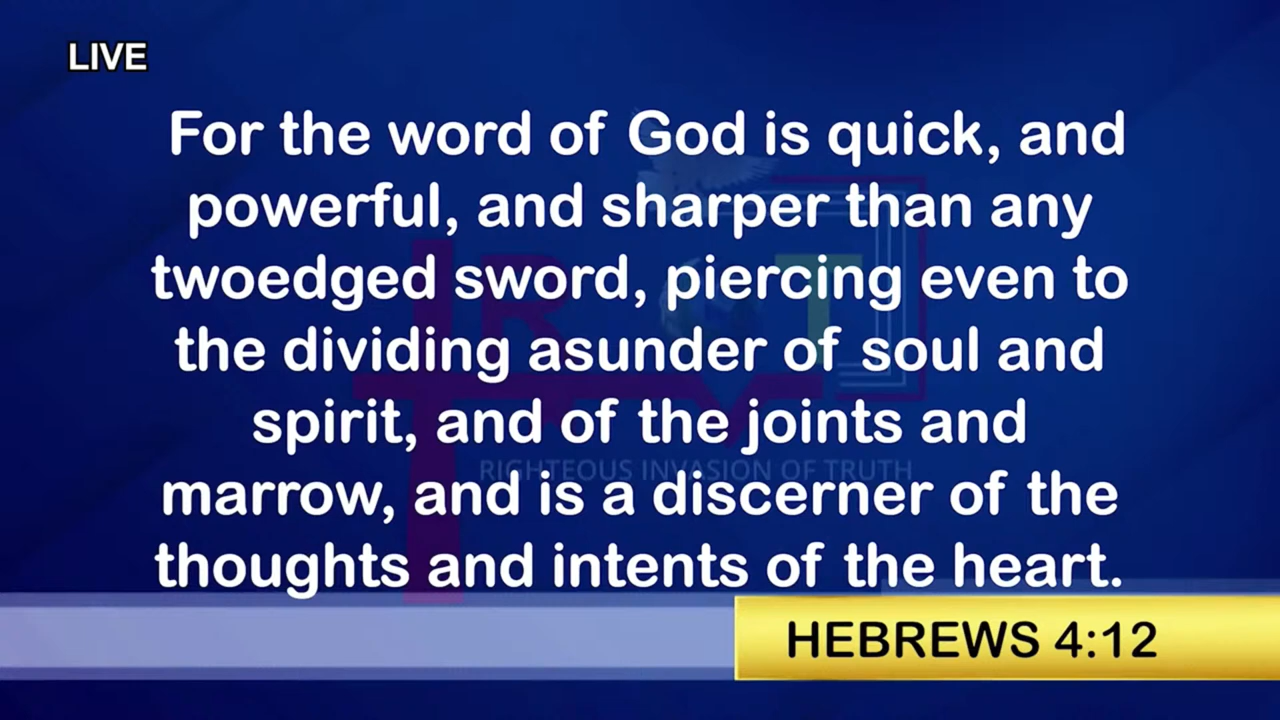 LIVE
For the word of God is quick, and
powerful, and sharper than any
twoedged sword, piercing even to
the dividing asunder of soul and
spirit, and of the joints and
marrow, and is a discerner of the
thoughts and intents of the heart.
RIGHTEOUS INVASION OF TRUTH
HEBREWS 4:12